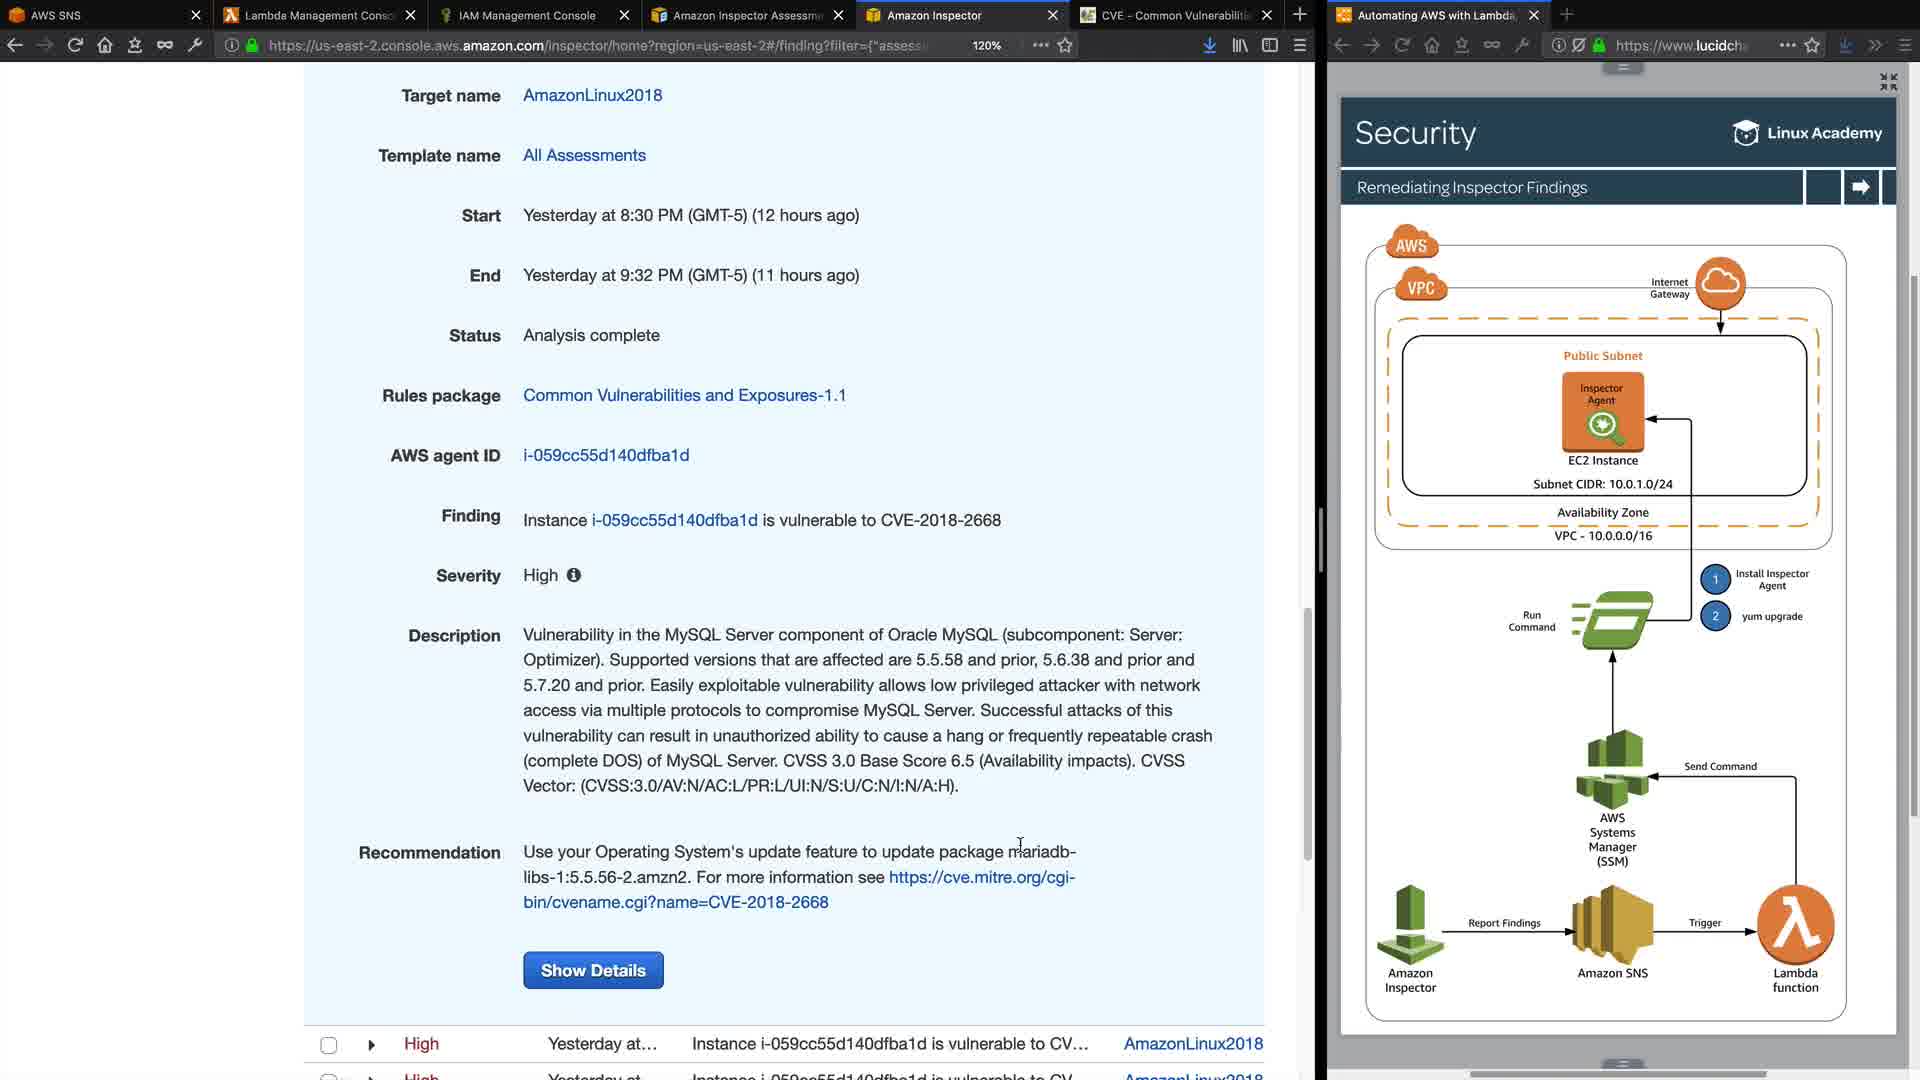 AWS SNS
Lambda Management Conso
IAM Management Console
Amazon Inspector Assessm
Amazon Inspector
CVE - Common Vulnerabiliti
Automating AWS with Lambda,
https://us-east-2.console.aws.amazon.com/inspector/home?region=us-east-2#/finding?filter={"assess
120%
https://www.lucidcha
Target name
AmazonLinux2018
Template name
All Assessments
Start
Yesterday at 8:30 PM (GMT-5) (12 hours ago)
End
Yesterday at 9:32 PM (GMT-5) (11 hours ago)
Status
Analysis complete
Rules package
Common Vulnerabilities and Exposures-1.1
AWS agent ID
i-059cc55d140dfba1d
Finding
Instance i-059cc55d140dfba1d is vulnerable to CVE-2018-2668
Severity
High
Description
Vulnerability in the MySQL Server component of Oracle MySQL (subcomponent: Server:
Optimizer). Supported versions that are affected are 5.5.58 and prior, 5.6.38 and prior and
5.7.20 and prior. Easily exploitable vulnerability allows low privileged attacker with network
access via multiple protocols to compromise MySQL Server. Successful attacks of this
vulnerability can result in unauthorized ability to cause a hang or frequently repeatable crash
(complete DOS) of MySQL Server. CVSS 3.0 Base Score 6.5 (Availability impacts). CVSS
Vector: (CVSS:3.0/AV:N/AC:L/PR:L/UI:N/S:U/C:N/I:N/A:H).
Recommendation
Use your Operating System's update feature to update package mariadb-
libs-1:5.5.56-2.amzn2. For more information see https://cve.mitre.org/cgi-
bin/cvename.cgi?name=CVE-2018-2668
Show Details
High
Yesterday at...
Instance i-059cc55d140dfba1d is vulnerable to CV...
AmazonLinux2018
High
Yesterday at
Instance i-059cc55d140dfba1d is vulnerable to CV
AmazonLinux2018
Security
Linux Academy
Remediating Inspector Findings
AWS
VPC
Internet
Gateway
Public Subnet
Inspector
Agent
EC2 Instance
Subnet CIDR: 10.0.1.0/24
Availability Zone
VPC - 10.0.0.0/16
1
Install Inspector
Agent
2
yum upgrade
Run
Command
Send Command
AWS
Systems
Manager
(SSM)
Report Findings
Trigger
Amazon
Inspector
Amazon SNS
Lambda
function